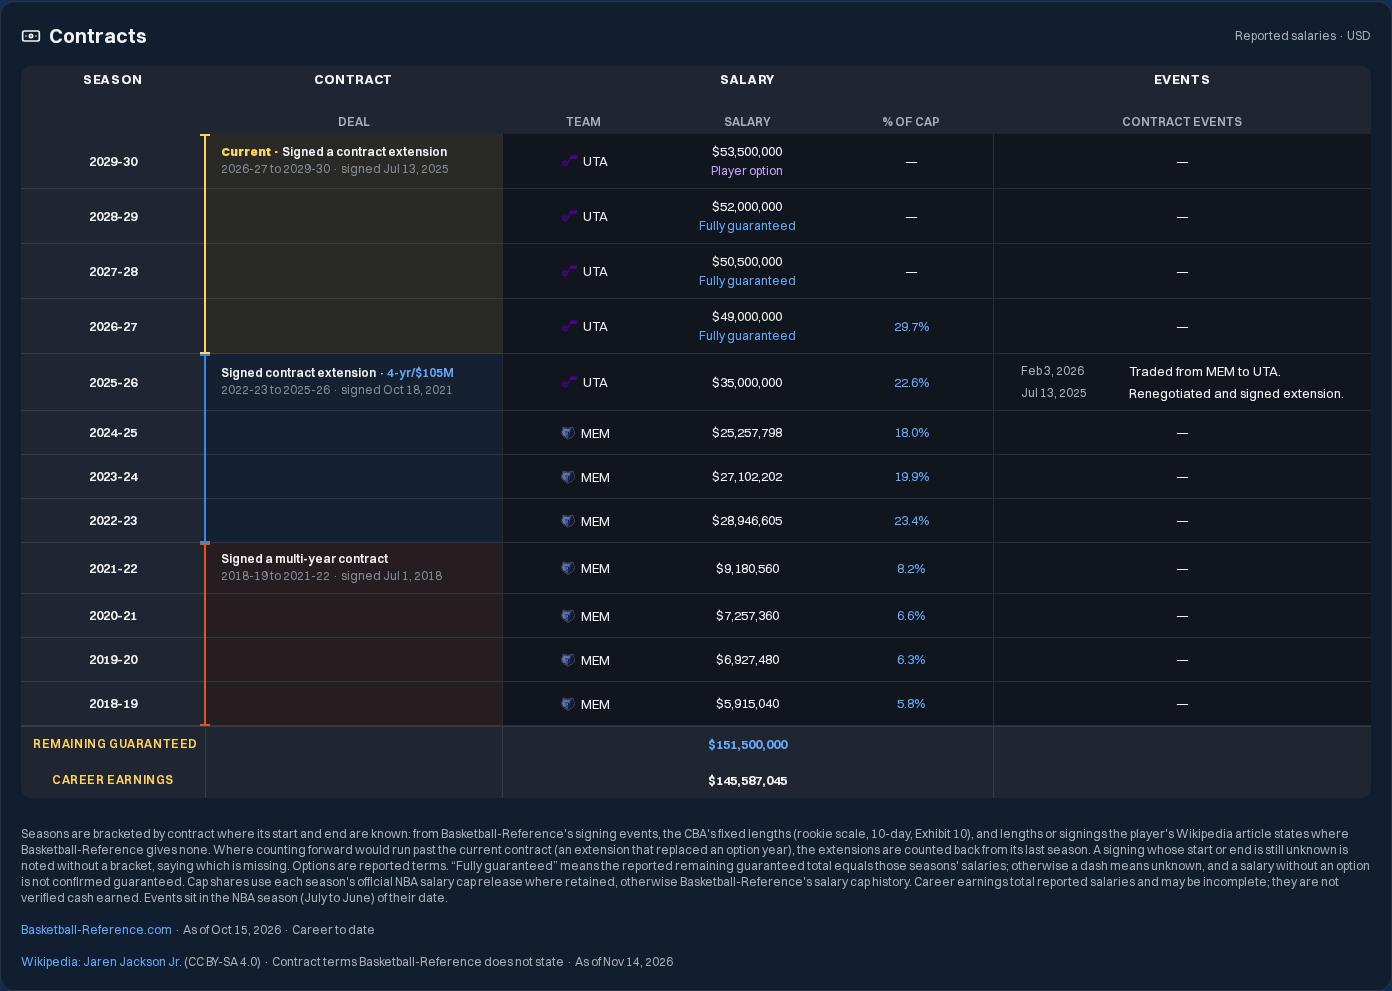 Contracts
Reported salaries · USD
SEASON CONTRACT SALARY EVENTS
DEAL TEAM SALARY % OF CAP CONTRACT EVENTS
2029-30 Current · Signed a contract extension UTA $53,500,000 — —
2026-27 to 2029-30 · signed Jul 13, 2025 Player option
2028-29 UTA $52,000,000 — —
Fully guaranteed
2027-28 UTA $50,500,000 — —
Fully guaranteed
2026-27 UTA $49,000,000 29.7% —
Fully guaranteed
2025-26 Signed contract extension · 4-yr/$105M UTA $35,000,000 22.6% Feb 3, 2026 Traded from MEM to UTA.
2022-23 to 2025-26 · signed Oct 18, 2021 Jul 13, 2025 Renegotiated and signed extension.
2024-25 MEM $25,257,798 18.0% —
2023-24 MEM $27,102,202 19.9% —
2022-23 MEM $28,946,605 23.4% —
2021-22 Signed a multi-year contract MEM $9,180,560 8.2% —
2018-19 to 2021-22 · signed Jul 1, 2018
2020-21 MEM $7,257,360 6.6% —
2019-20 MEM $6,927,480 6.3% —
2018-19 MEM $5,915,040 5.8% —
REMAINING GUARANTEED $151,500,000
CAREER EARNINGS $145,587,045
Seasons are bracketed by contract where its start and end are known: from Basketball-Reference's signing events, the CBA's fixed lengths (rookie scale, 10-day, Exhibit 10), and lengths or signings the player's Wikipedia article states where
Basketball-Reference gives none. Where counting forward would run past the current contract (an extension that replaced an option year), the extensions are counted back from its last season. A signing whose start or end is still unknown is
noted without a bracket, saying which is missing. Options are reported terms. “Fully guaranteed” means the reported remaining guaranteed total equals those seasons' salaries; otherwise a dash means unknown, and a salary without an option
is not confirmed guaranteed. Cap shares use each season's official NBA salary cap release where retained, otherwise Basketball-Reference's salary cap history. Career earnings total reported salaries and may be incomplete; they are not
verified cash earned. Events sit in the NBA season (July to June) of their date.
Basketball-Reference.com · As of Oct 15, 2026 · Career to date
Wikipedia: Jaren Jackson Jr. (CC BY-SA 4.0) · Contract terms Basketball-Reference does not state · As of Nov 14, 2026